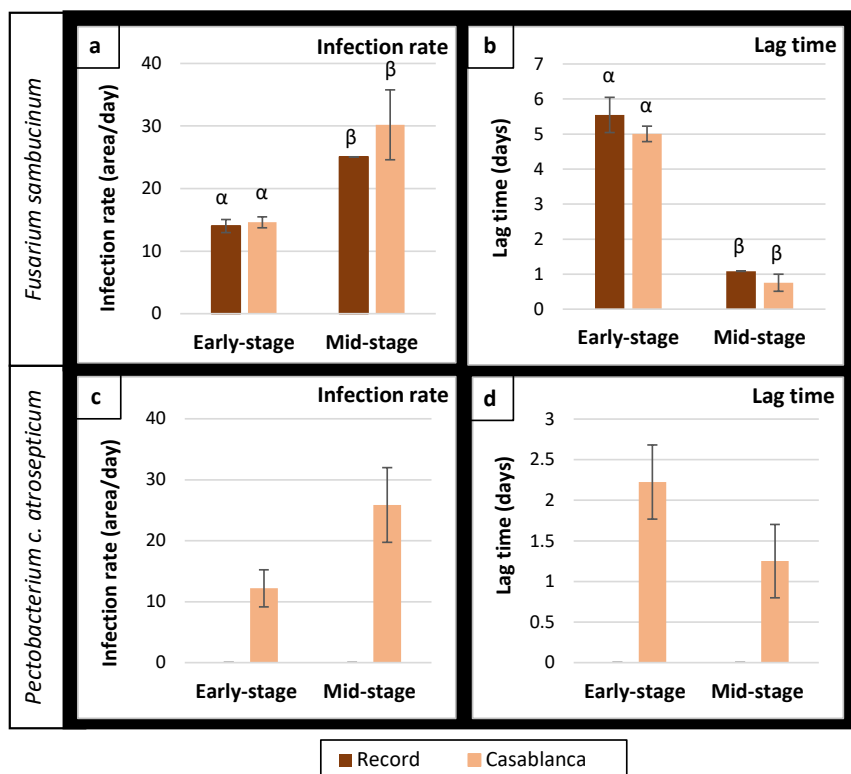 Fusarium sambucinum
a
Infection rate
Infection rate (area/day)
40
30
20
10
0
α
α
β
β
Early-stage
Mid-stage
b
Lag time
Lag time (days)
7
6
5
4
3
2
1
0
α
α
β
β
Early-stage
Mid-stage
Pectobacterium c. atrosepticum
c
Infection rate
Infection rate (area/day)
40
30
20
10
0
Early-stage
Mid-stage
d
Lag time
Lag time (days)
3
2.5
2
1.5
1
0.5
0
Early-stage
Mid-stage
Record
Casablanca